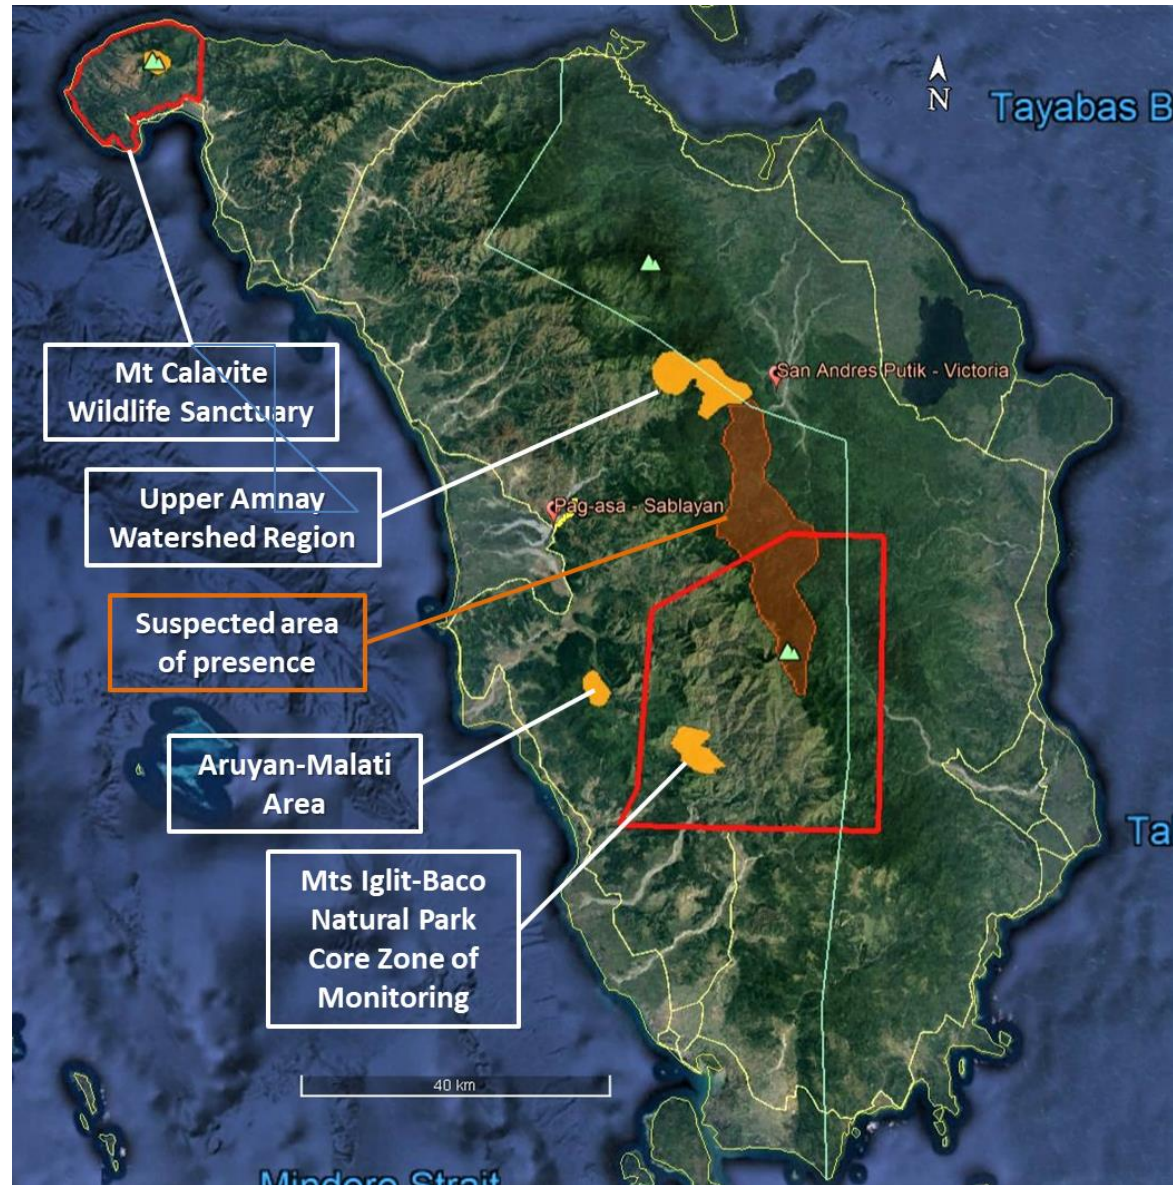 N
Tayabas B
Mt Calavite
Wildlife Sanctuary
San Andres Putik - Victoria
Upper Amnay
Watershed Region
Pag-asa - Sablayan
Suspected area
of presence
Aruyan-Malati
Area
Ta
Mts Iglit-Baco
Natural Park
Core Zone of
Monitoring
40 km
Mindoro Strait